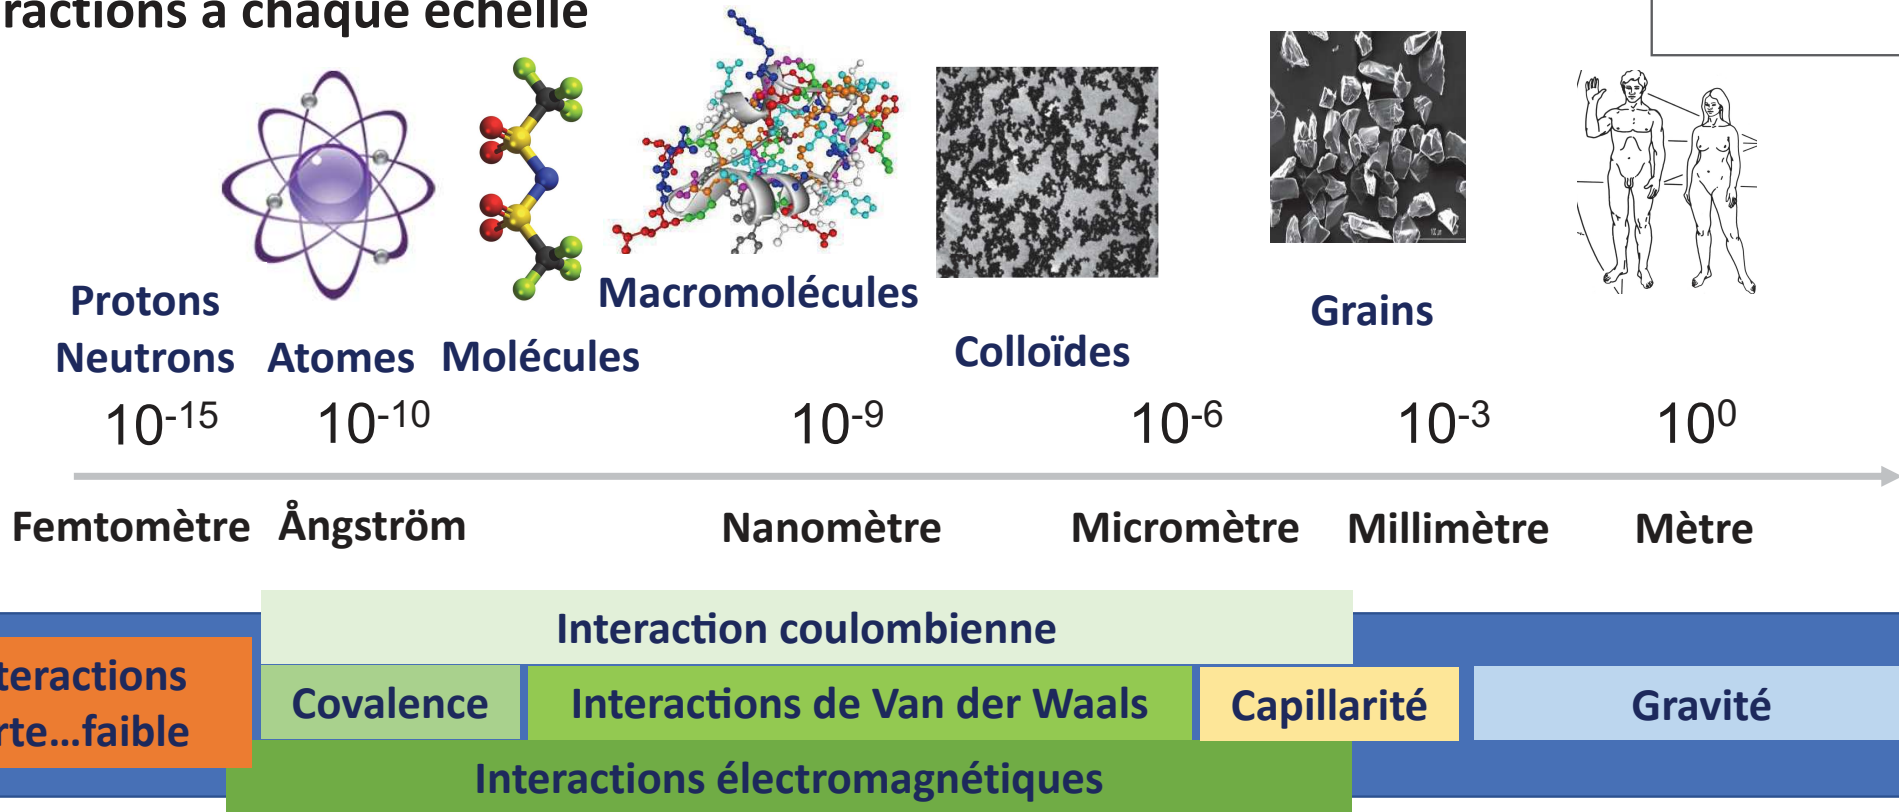 ractions à chaque échelle
Protons
Neutrons
Atomes
Molécules
Macromolécules
Colloïdes
Grains
10-15
10-10
10-9
10-6
10-3
100
Femtomètre
Ångström
Nanomètre
Micromètre
Millimètre
Mètre
Interaction coulombienne
teractions
rte...faible
Covalence
Interactions de Van der Waals
Capillarité
Gravité
Interactions électromagnétiques